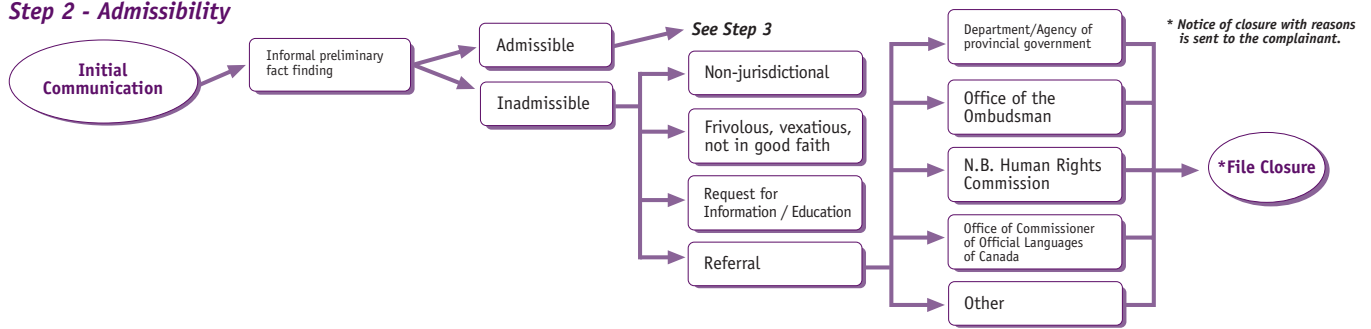 Step 2 - Admissibility
Initial
Communication
Informal preliminary
fact finding
Admissible
Inadmissible
See Step 3
Non-jurisdictional
Frivolous, vexatious,
not in good faith
Request for
Information / Education
Referral
Department/Agency of
provincial government
Office of the
Ombudsman
N.B. Human Rights
Commission
Office of Commissioner
of Official Languages
of Canada
Other
* Notice of closure with reasons
is sent to the complainant.
*File Closure